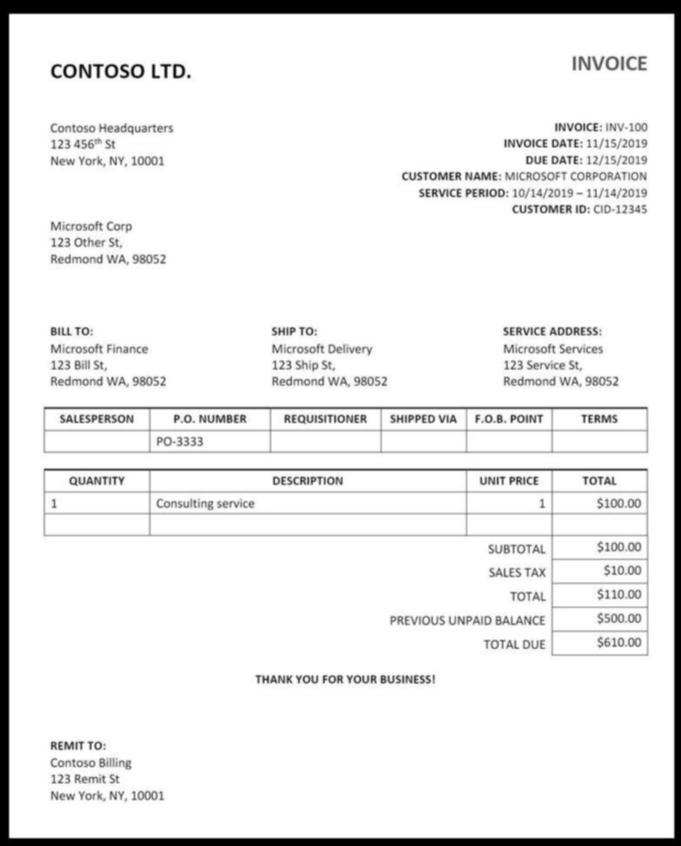 CONTOSO LTD.
INVOICE
Contoso Headquarters
123 456th St
New York, NY, 10001
INVOICE: INV-100
INVOICE DATE: 11/15/2019
DUE DATE: 12/15/2019
CUSTOMER NAME: MICROSOFT CORPORATION
SERVICE PERIOD: 10/14/2019 – 11/14/2019
CUSTOMER ID: CID-12345
Microsoft Corp
123 Other St,
Redmond WA, 98052
BILL TO:
Microsoft Finance
123 Bill St,
Redmond WA, 98052
SHIP TO:
Microsoft Delivery
123 Ship St,
Redmond WA, 98052
SERVICE ADDRESS:
Microsoft Services
123 Service St,
Redmond WA, 98052
SALESPERSON P.O. NUMBER REQUISITIONER SHIPPED VIA F.O.B. POINT TERMS
PO-3333
QUANTITY DESCRIPTION UNIT PRICE TOTAL
1 Consulting service 1 $100.00
SUBTOTAL $100.00
SALES TAX $10.00
TOTAL $110.00
PREVIOUS UNPAID BALANCE $500.00
TOTAL DUE $610.00
THANK YOU FOR YOUR BUSINESS!
REMIT TO:
Contoso Billing
123 Remit St
New York, NY, 10001